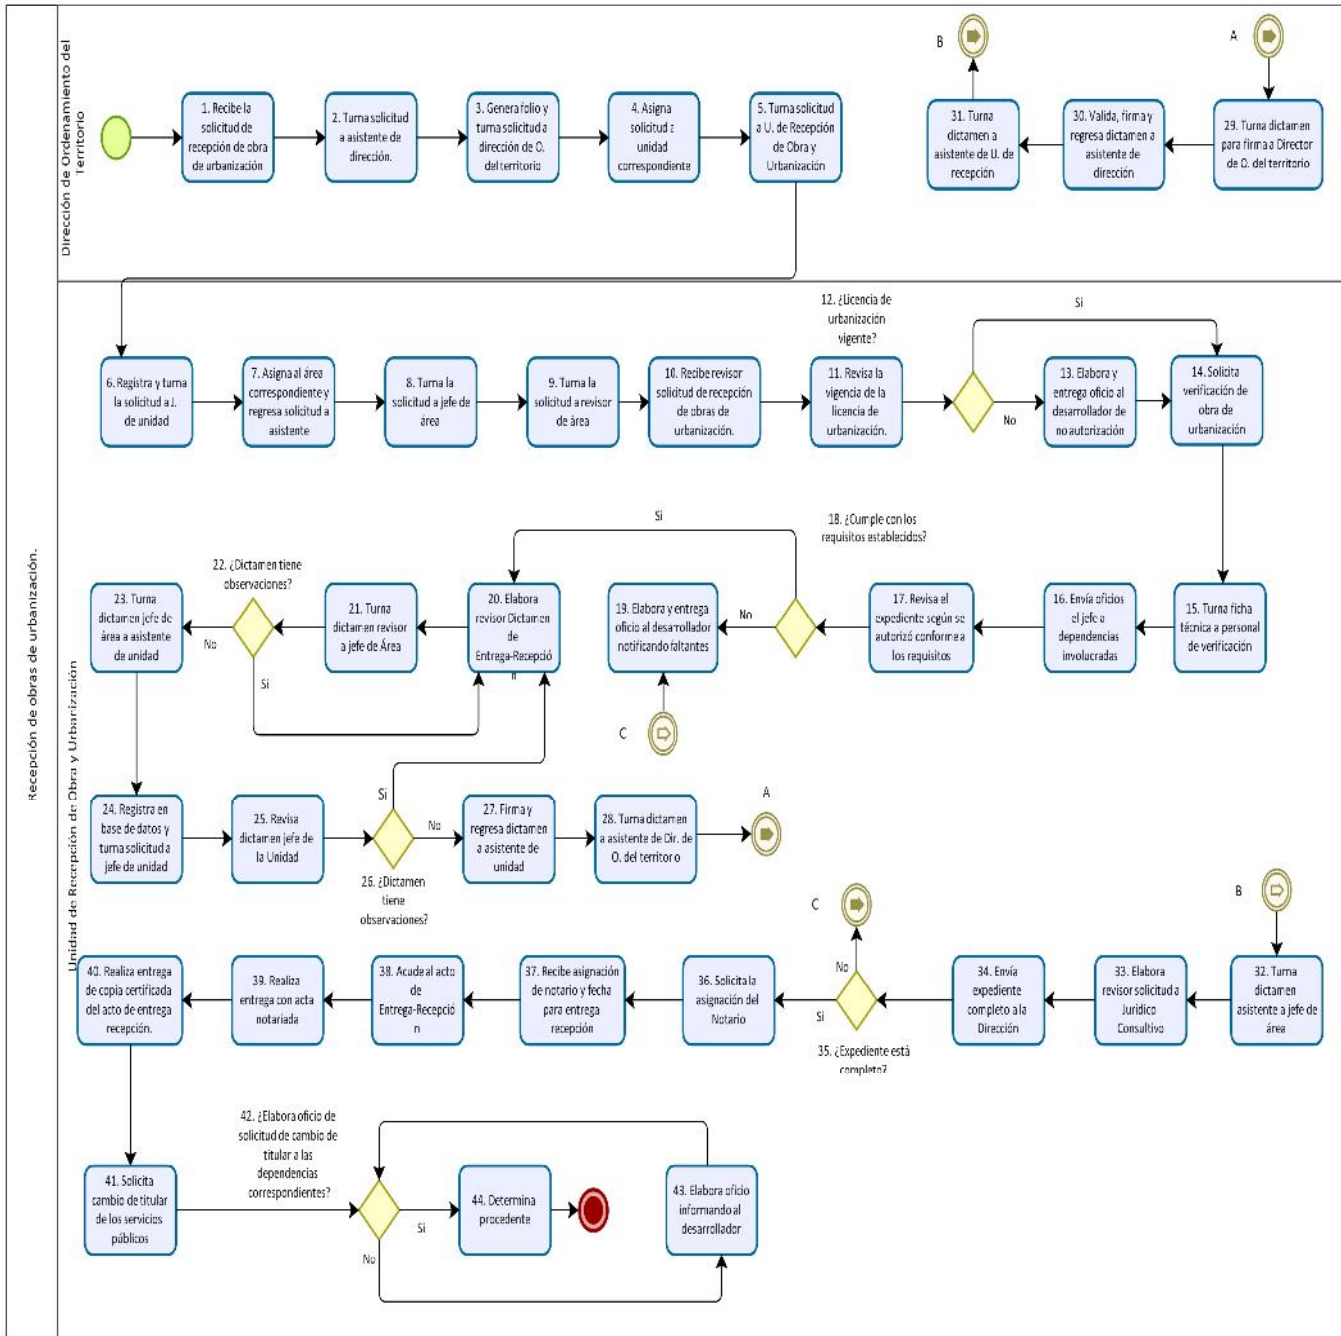 Recepción de obras de urbanización.
Dirección de Ordenamiento del
Territorio
1. Recibe la
solicitud de
recepción de obra
de urbanización
2. Turna solicitud
a asistente de
dirección.
3. Genera folio y
turna solicitud a
dirección de O.
del territorio
4. Asigna
solicitud a
unidad
correspondiente
5. Turna solicitud
a U. de Recepción
de Obra y
Urbanización
B
A
31. Turna
dictamen a
asistente de U. de
recepción
30. Valida, firma y
regresa dictamen a
asistente de
dirección
29. Turna dictamen
para firma a Director
de O. del territorio
Unidad de Recepción de Obra y Urbanización
12. ¿Licencia de
urbanización
vigente?
Si
6. Registra y turna
la solicitud a J.
de unidad
7. Asigna al área
correspondiente y
regresa solicitud a
asistente
8. Turna la
solicitud a jefe de
área
9. Turna la
solicitud a revisor
de área
10. Recibe revisor
solicitud de
recepción de
obras de
urbanización.
11. Revisa la
vigencia de la
licencia de
urbanización.
No
13. Elabora y
entrega oficio al
desarrollador de
no autorización
14. Solicita
verificación de
obra de
urbanización
Si
18. ¿Cumple con los
requisitos establecidos?
22. ¿Dictamen tiene
observaciones?
23. Turna
dictamen jefe de
área a asistente
de unidad
No
Si
21. Turna
dictamen revisor
a jefe de Área
20. Elabora
revisor Dictamen
de
Entrega-Recepció
n
19. Elabora y entrega
oficio al desarrollador
notificando faltantes
No
17. Revisa el
expediente según se
autorizó conforme a
los requisitos
16. Envía oficios
el jefe a
dependencias
involucradas
15. Turna ficha
técnica a personal
de verificación
C
24. Registra en
base de datos y
turna solicitud a
jefe de unidad
25. Revisa
dictamen jefe de
la Unidad
Si
No
26. ¿Dictamen
tiene
observaciones?
27. Firma y
regresa dictamen
a asistente de
unidad
28. Turna dictamen
a asistente de Dir. de
O. del territorio
A
C
B
40. Realiza entrega
de copia certificada
del acto de entrega
recepción.
39. Realiza
entrega con acta
notariada
38. Acude al acto
de
Entrega-Recepció
n
37. Recibe asignación
de notario y fecha
para entrega
recepción
36. Solicita la
asignación del
Notario
No
Si
35. ¿Expediente está
completo?
34. Envía
expediente
completo a la
Dirección
33. Elabora
revisor solicitud a
Jurídico
Consultivo
32. Turna
dictamen
asistente a jefe de
área
42. ¿Elabora oficio de
solicitud de cambio de
titular a las
dependencias
correspondientes?
41. Solicita
cambio de titular
de los servicios
públicos
Si
No
44. Determina
procedente
43. Elabora oficio
informando al
desarrollador